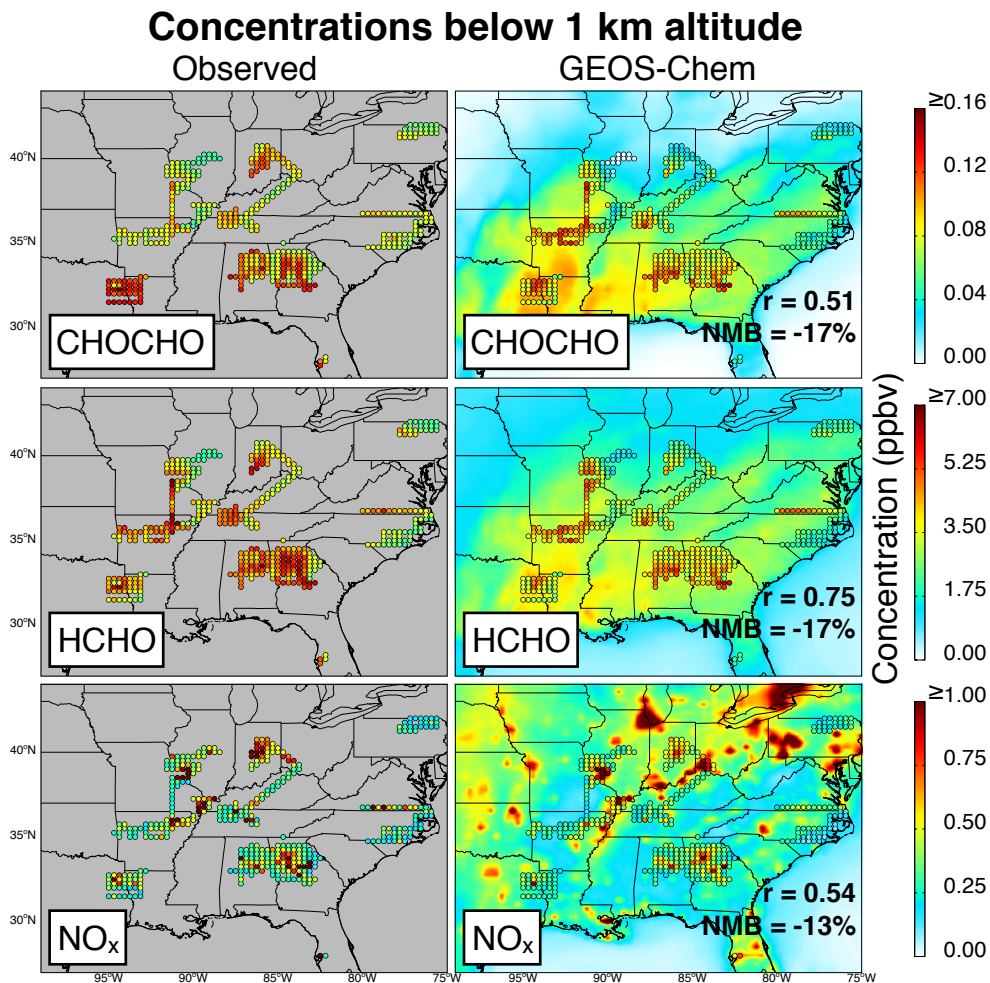 Concentrations below 1 km altitude
Observed
GEOS-Chem
40°N
35°N
30°N
CHOCHO
r = 0.51
NMB = -17%
CHOCHO
≥0.16
0.12
0.08
0.04
0.00
40°N
35°N
30°N
HCHO
r = 0.75
NMB = -17%
HCHO
Concentration (ppbv)
≥7.00
5.25
3.50
1.75
0.00
40°N
35°N
30°N
NOx
r = 0.54
NMB = -13%
NOx
≥1.00
0.75
0.50
0.25
0.00
95°W 90°W 85°W 80°W 75°W 95°W 90°W 85°W 80°W 75°W